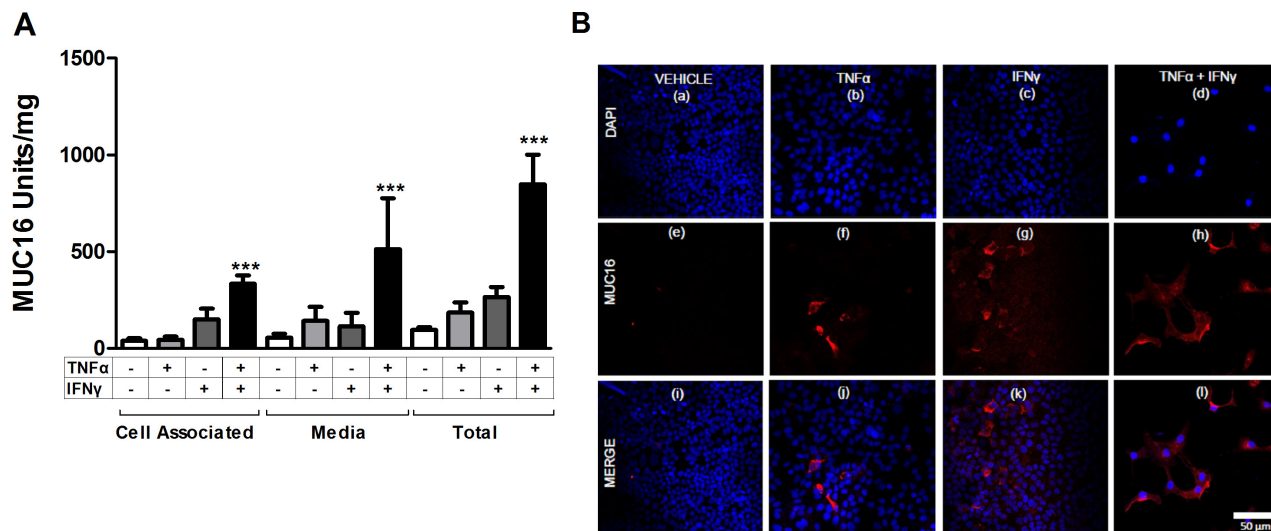 A
MUC16 Units/mg
1500
1000
500
0
***
***
***
TNFα - + - + - + - + - + - +
IFNγ - - + + - - + + - - + +
Cell Associated Media Total
B
VEHICLE TNFα IFNγ TNFα + IFNγ
(a) (b) (c) (d)
DAPI
(e) (f) (g) (h)
MUC16
(i) (j) (k) (l)
MERGE
50 µm